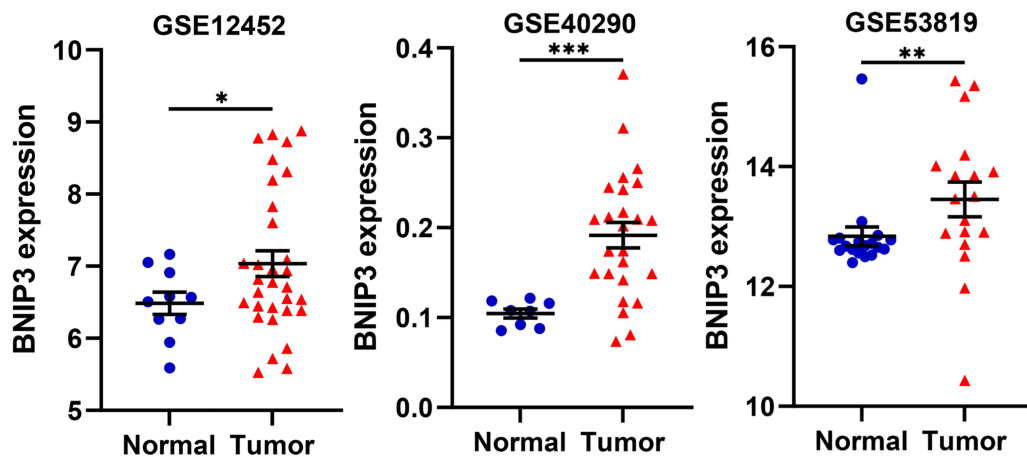 GSE12452
BNIP3 expression
10
9
8
7
6
5
*
Normal Tumor
GSE40290
BNIP3 expression
0.4
0.3
0.2
0.1
0.0
***
Normal Tumor
GSE53819
BNIP3 expression
16
14
12
10
**
Normal Tumor